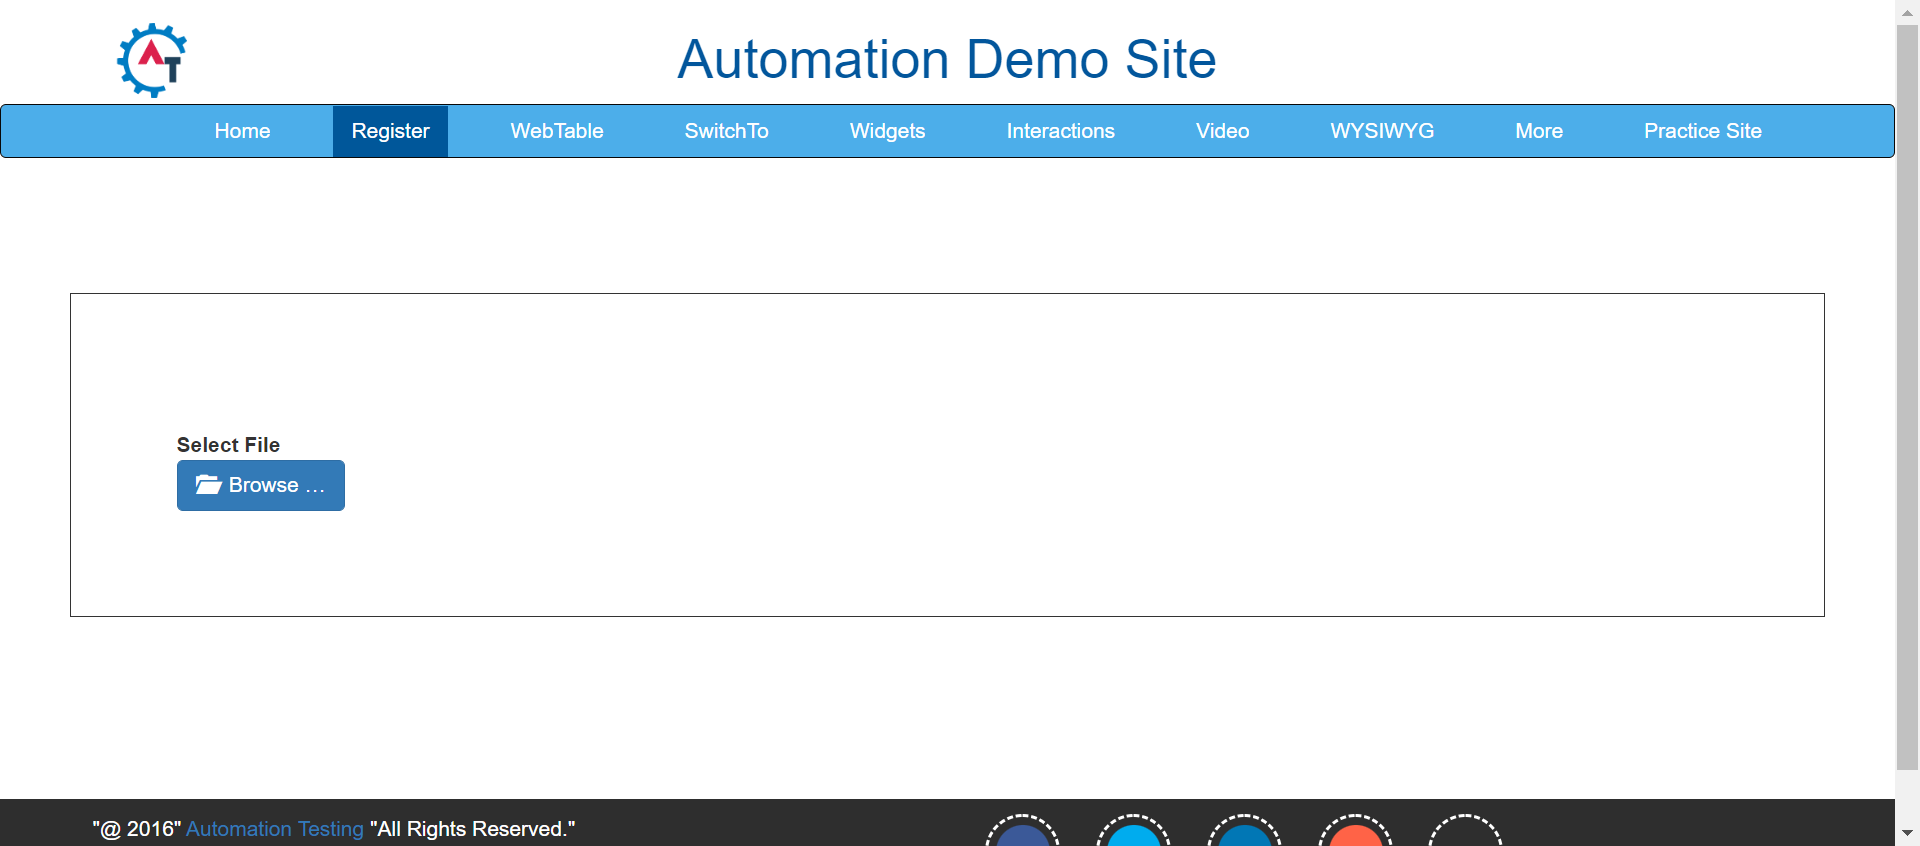 AT
Automation Demo Site
Home Register WebTable SwitchTo Widgets Interactions Video WYSIWYG More Practice Site
Select File
Browse ...
"@ 2016" Automation Testing "All Rights Reserved."